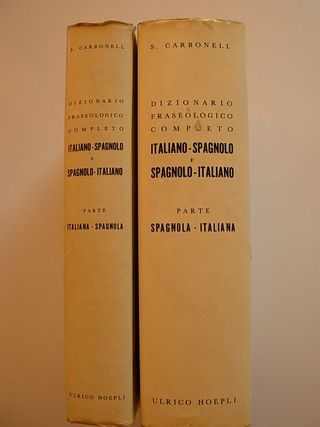 S. CARBONELL
DIZIONARIO
FRASEOLOGICO
COMPLETO
ITALIANO-SPAGNOLO
E
SPAGNOLO-ITALIANO
PARTE
ITALIANA - SPAGNOLA
ULRICO HOEPLI
S. CARBONELL
DIZIONARIO
FRASEOLOGICO
COMPLETO
ITALIANO-SPAGNOLO
E
SPAGNOLO-ITALIANO
PARTE
SPAGNOLA - ITALIANA
ULRICO HOEPLI